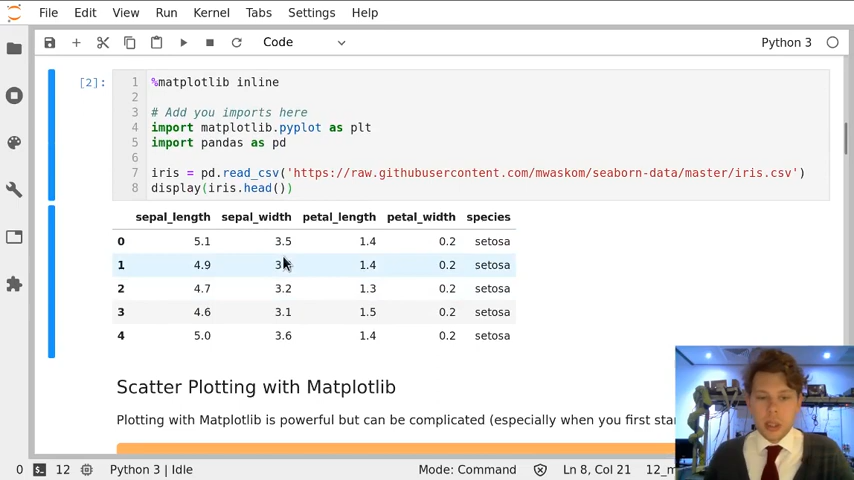 File Edit View Run Kernel Tabs Settings Help
Code Python 3
[2]:
1 %matplotlib inline
2
3 # Add you imports here
4 import matplotlib.pyplot as plt
5 import pandas as pd
6
7 iris = pd.read_csv('https://raw.githubusercontent.com/mwaskom/seaborn-data/master/iris.csv')
8 display(iris.head())
sepal_length sepal_width petal_length petal_width species
0 5.1 3.5 1.4 0.2 setosa
1 4.9 1.4 0.2 setosa
2 4.7 3.2 1.3 0.2 setosa
3 4.6 3.1 1.5 0.2 setosa
4 5.0 3.6 1.4 0.2 setosa
Scatter Plotting with Matplotlib
Plotting with Matplotlib is powerful but can be complicated (especially when you first
0 12 Python 3 | Idle Mode: Command Ln 8, Col 21